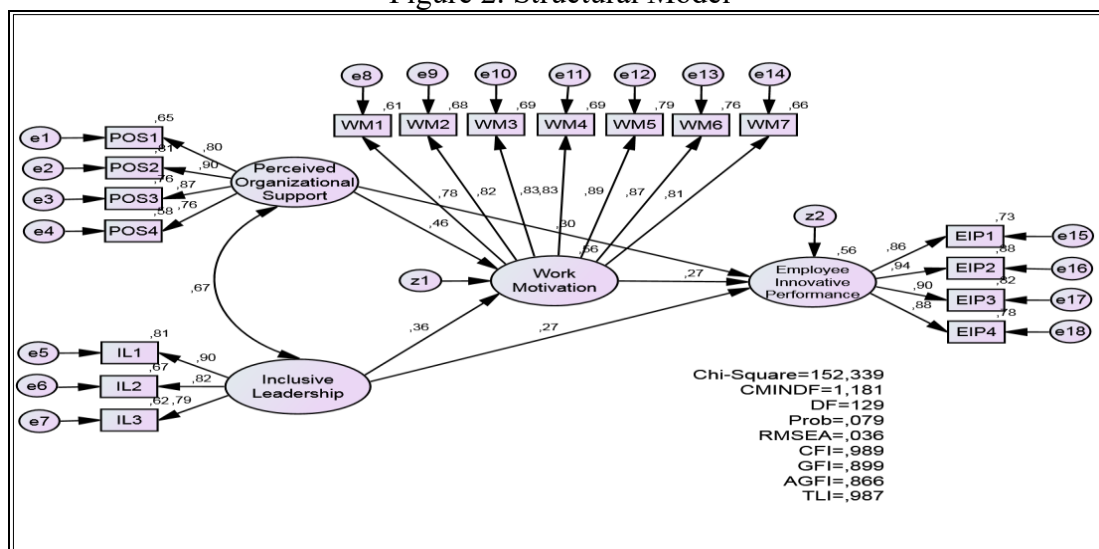 Figure 2. Structural Model
e8 e9 e10 e11 e12 e13 e14
,61 ,68 ,69 ,69 ,79 ,76 ,66
WM1 WM2 WM3 WM4 WM5 WM6 WM7
e1 POS1 ,65
e2 POS2 ,81
e3 POS3 ,76
e4 POS4 ,58
,80
,90
,87
,76
Perceived
Organizational
Support
,78 ,82 ,83 ,83 ,89 ,87 ,81
,46
,30
z1
,56
Work
Motivation
,27
z2
,56
Employee
Innovative
Performance
,86
,94
,90
,88
EIP1 ,73 e15
EIP2 ,88 e16
EIP3 ,82 e17
EIP4 ,78 e18
,67
,36
,27
e5 IL1 ,81
e6 IL2 ,67
e7 IL3 ,62
,90
,82
,79
Inclusive
Leadership
Chi-Square=152,339
CMINDF=1,181
DF=129
Prob=,079
RMSEA=,036
CFI=,989
GFI=,899
AGFI=,866
TLI=,987